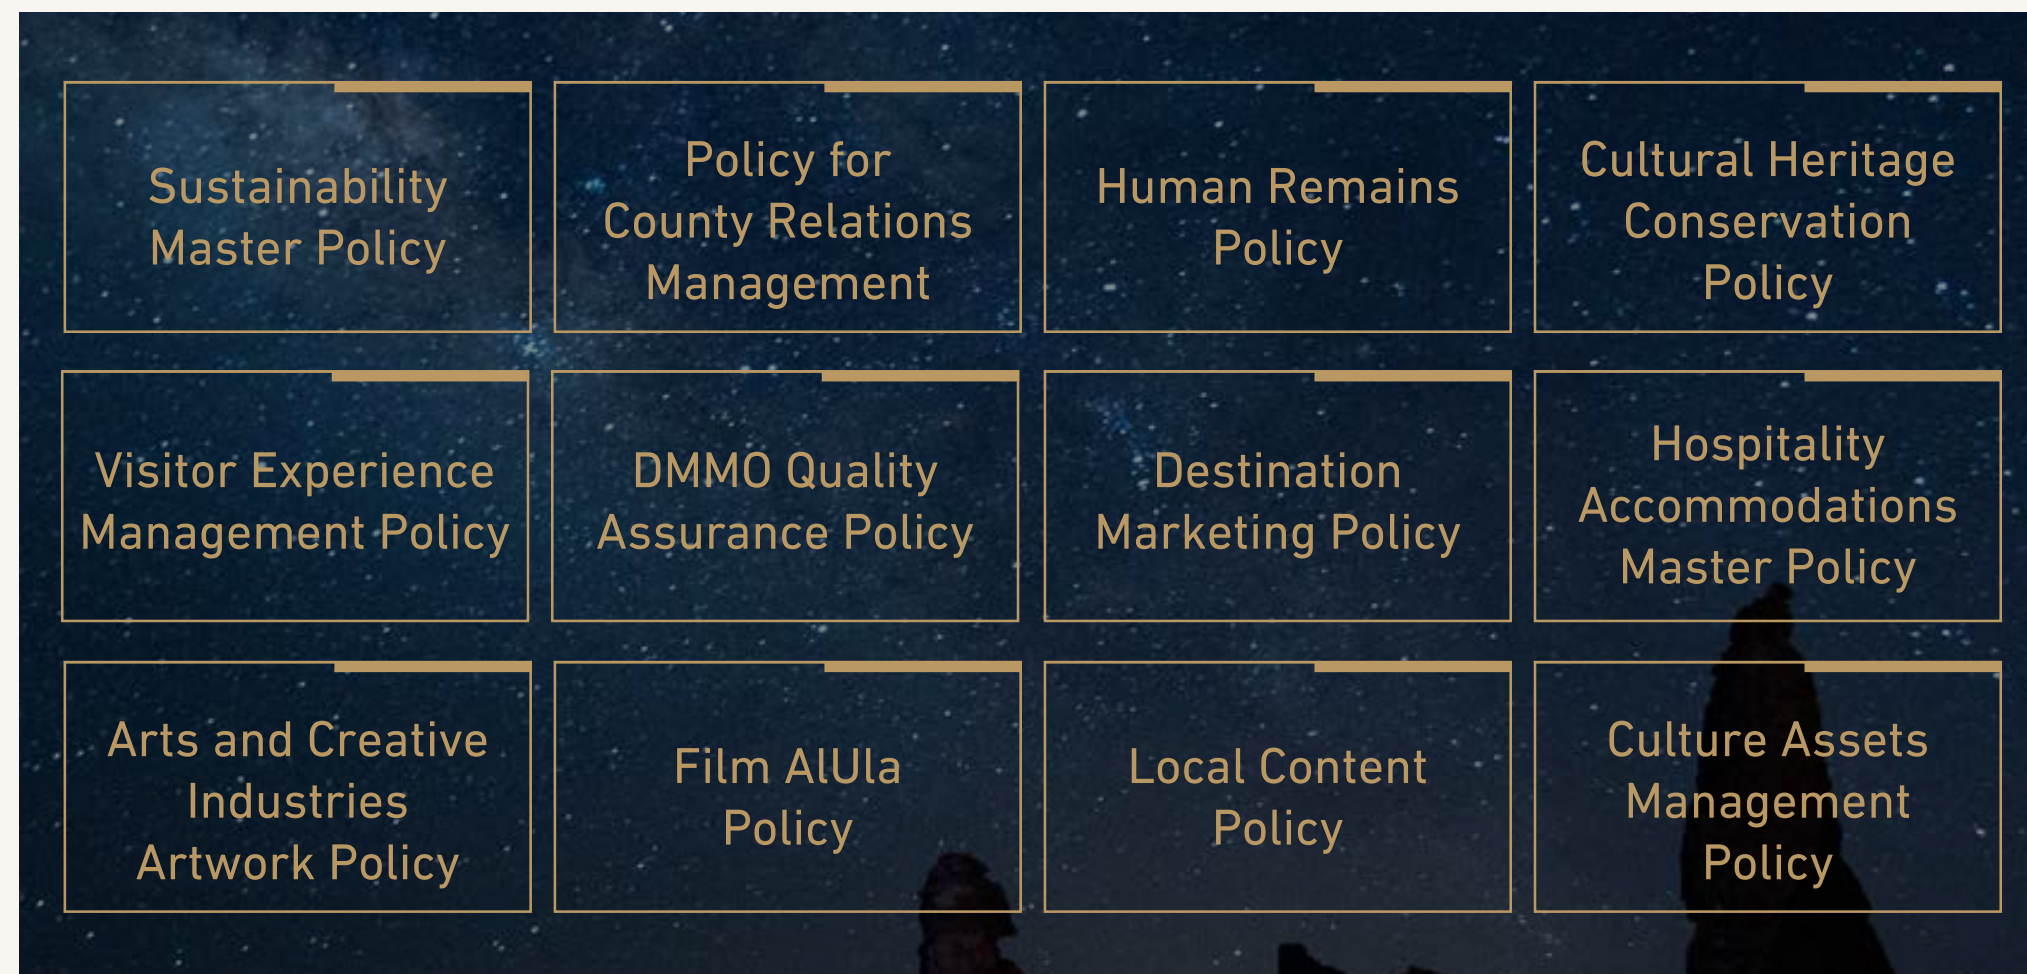 Sustainability
Master Policy
Policy for
County Relations
Management
Human Remains
Policy
Cultural Heritage
Conservation
Policy
Visitor Experience
Management Policy
DMMO Quality
Assurance Policy
Destination
Marketing Policy
Hospitality
Accommodations
Master Policy
Arts and Creative
Industries
Artwork Policy
Film AlUla
Policy
Local Content
Policy
Culture Assets
Management
Policy